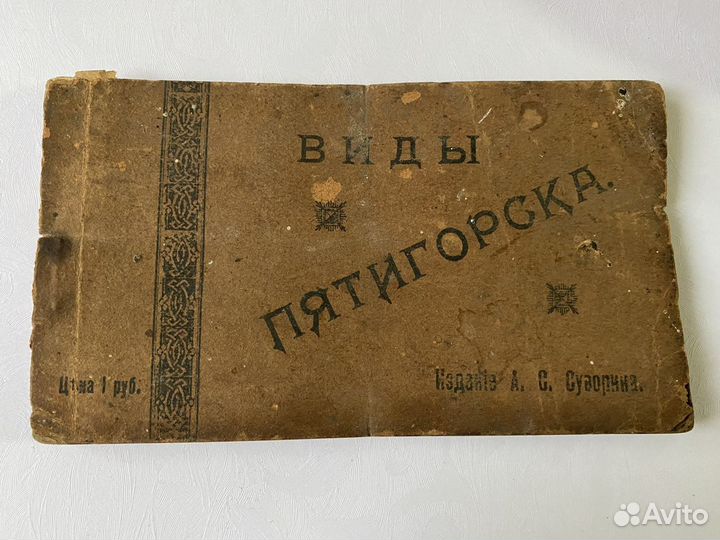 ВИДЫ
ПЯТИГОРСКА.
Цѣна 1 руб.
Изданіе А. С. Суворина.
Avito